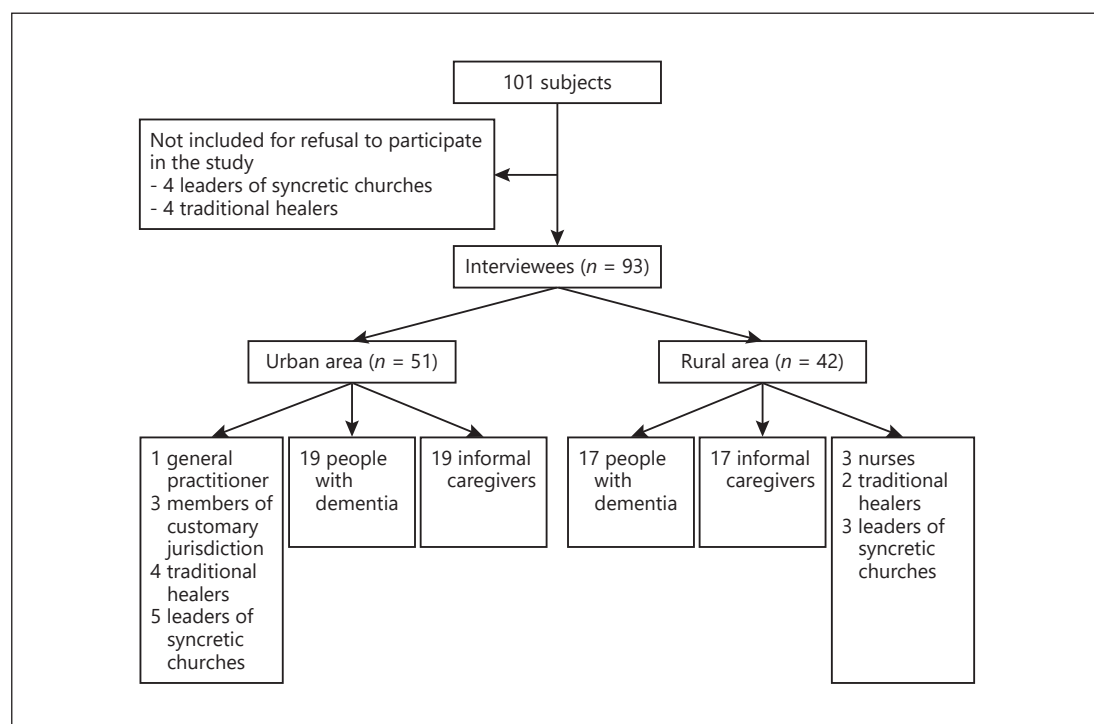 101 subjects
Not included for refusal to participate
in the study
- 4 leaders of syncretic churches
- 4 traditional healers
Interviewees (n = 93)
Urban area (n = 51)
Rural area (n = 42)
1 general
practitioner
3 members of
customary
jurisdiction
4 traditional
healers
5 leaders of
syncretic
churches
19 people
with
dementia
19 informal
caregivers
17 people
with
dementia
17 informal
caregivers
3 nurses
2 traditional
healers
3 leaders of
syncretic
churches